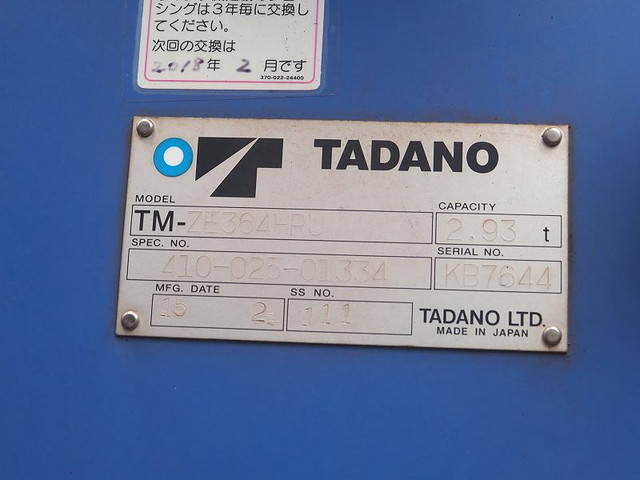 シングは3年毎に交換し
てください。
次回の交換は
2018年 2 月です
370-022-24400
TADANO
MODEL
TM-ZE364HRU
CAPACITY
2.93 t
SPEC. NO.
410-026-01334
SERIAL NO.
KB7644
MFG. DATE
15 2
SS NO.
111
TADANO LTD.
MADE IN JAPAN